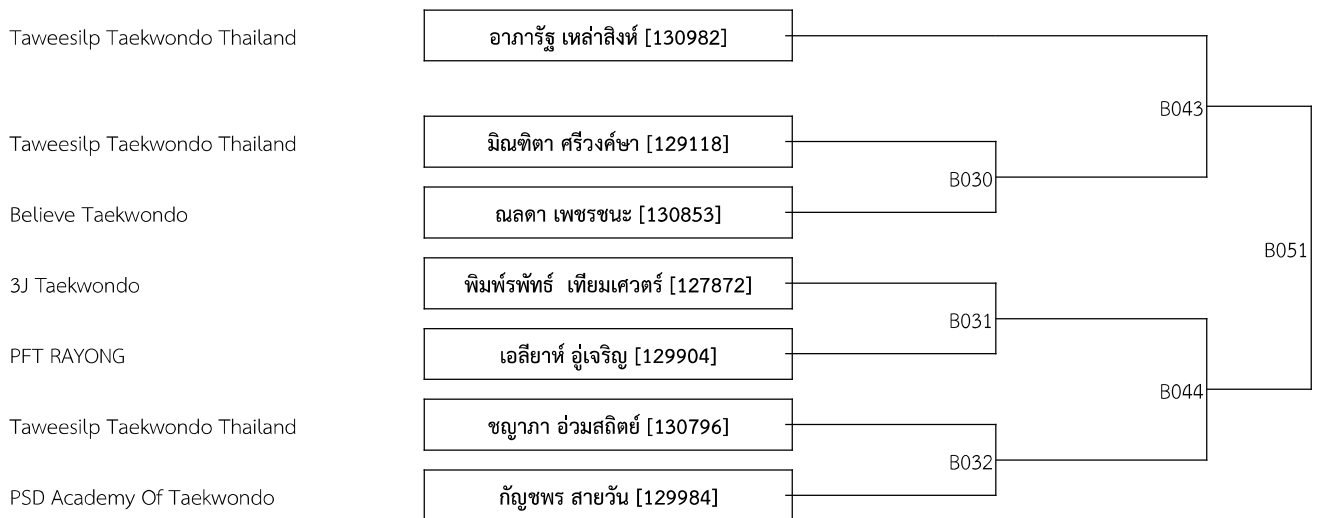 Taweesilp Taekwondo Thailand อาภารัฐ เหล่าสิงห์ [130982]
B043
Taweesilp Taekwondo Thailand มิณฑิตา ศรีวงค์ษา [129118]
B030
Believe Taekwondo ณลดา เพชรชนะ [130853]
B051
3J Taekwondo พิมพ์รพัทธ์ เทียมเศวตร์ [127872]
B031
PFT RAYONG เอลียาห์ อู่เจริญ [129904]
B044
Taweesilp Taekwondo Thailand ชญาภา อ่วมสถิตย์ [130796]
B032
PSD Academy Of Taekwondo กัญชพร สายวัน [129984]